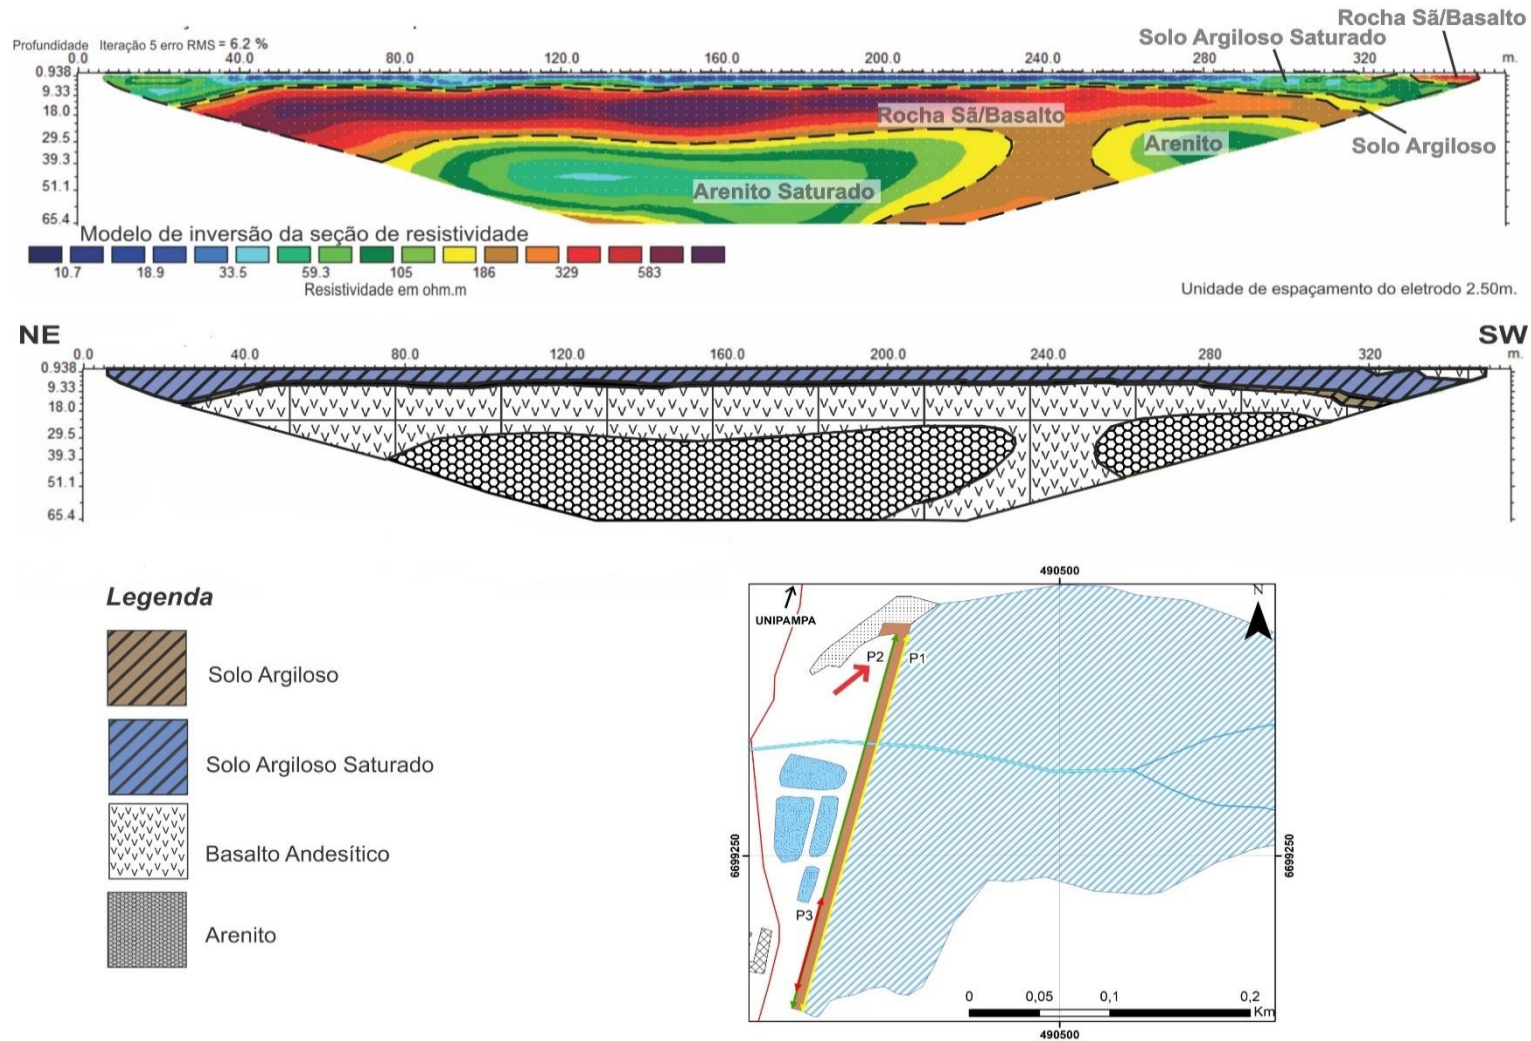 Rocha Sã/Basalto
Solo Argiloso Saturado
Profundidade Iteração 5 erro RMS = 6.2 %
0.0 40.0 80.0 120.0 160.0 200.0 240.0 280 320 m.
0.938
9.33
18.0
29.5
39.3
51.1
65.4
Rocha Sã/Basalto
Arenito
Solo Argiloso
Arenito Saturado
Modelo de inversão da seção de resistividade
10.7 18.9 33.5 59.3 105 186 329 583
Resistividade em ohm.m
Unidade de espaçamento do eletrodo 2.50m.
NE SW
0.0 40.0 80.0 120.0 160.0 200.0 240.0 280 320 m.
0.938
9.33
18.0
29.5
39.3
51.1
65.4
Legenda
Solo Argiloso
Solo Argiloso Saturado
Basalto Andesítico
Arenito
490500
N
UNIPAMPA
P2 P1
6699250 6699250
P3
0 0,05 0,1 0,2
Km
490500